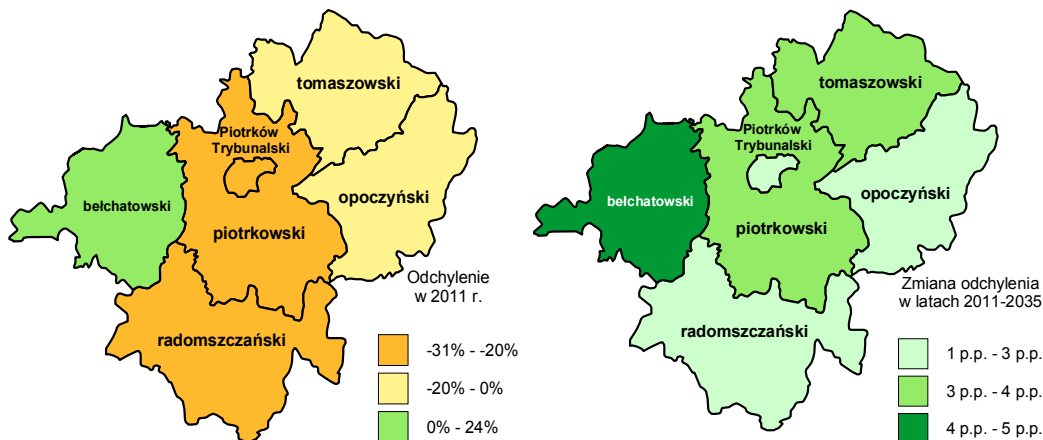 tomaszowski
Piotrków
Trybunalski
opoczyński
bełchatowski
piotrkowski
radomszczański
Odchylenie
w 2011 r.
-31% - -20%
-20% - 0%
0% - 24%
tomaszowski
Piotrków
Trybunalski
opoczyński
bełchatowski
piotrkowski
radomszczański
Zmiana odchylenia
w latach 2011-2035
1 p.p. - 3 p.p.
3 p.p. - 4 p.p.
4 p.p. - 5 p.p.